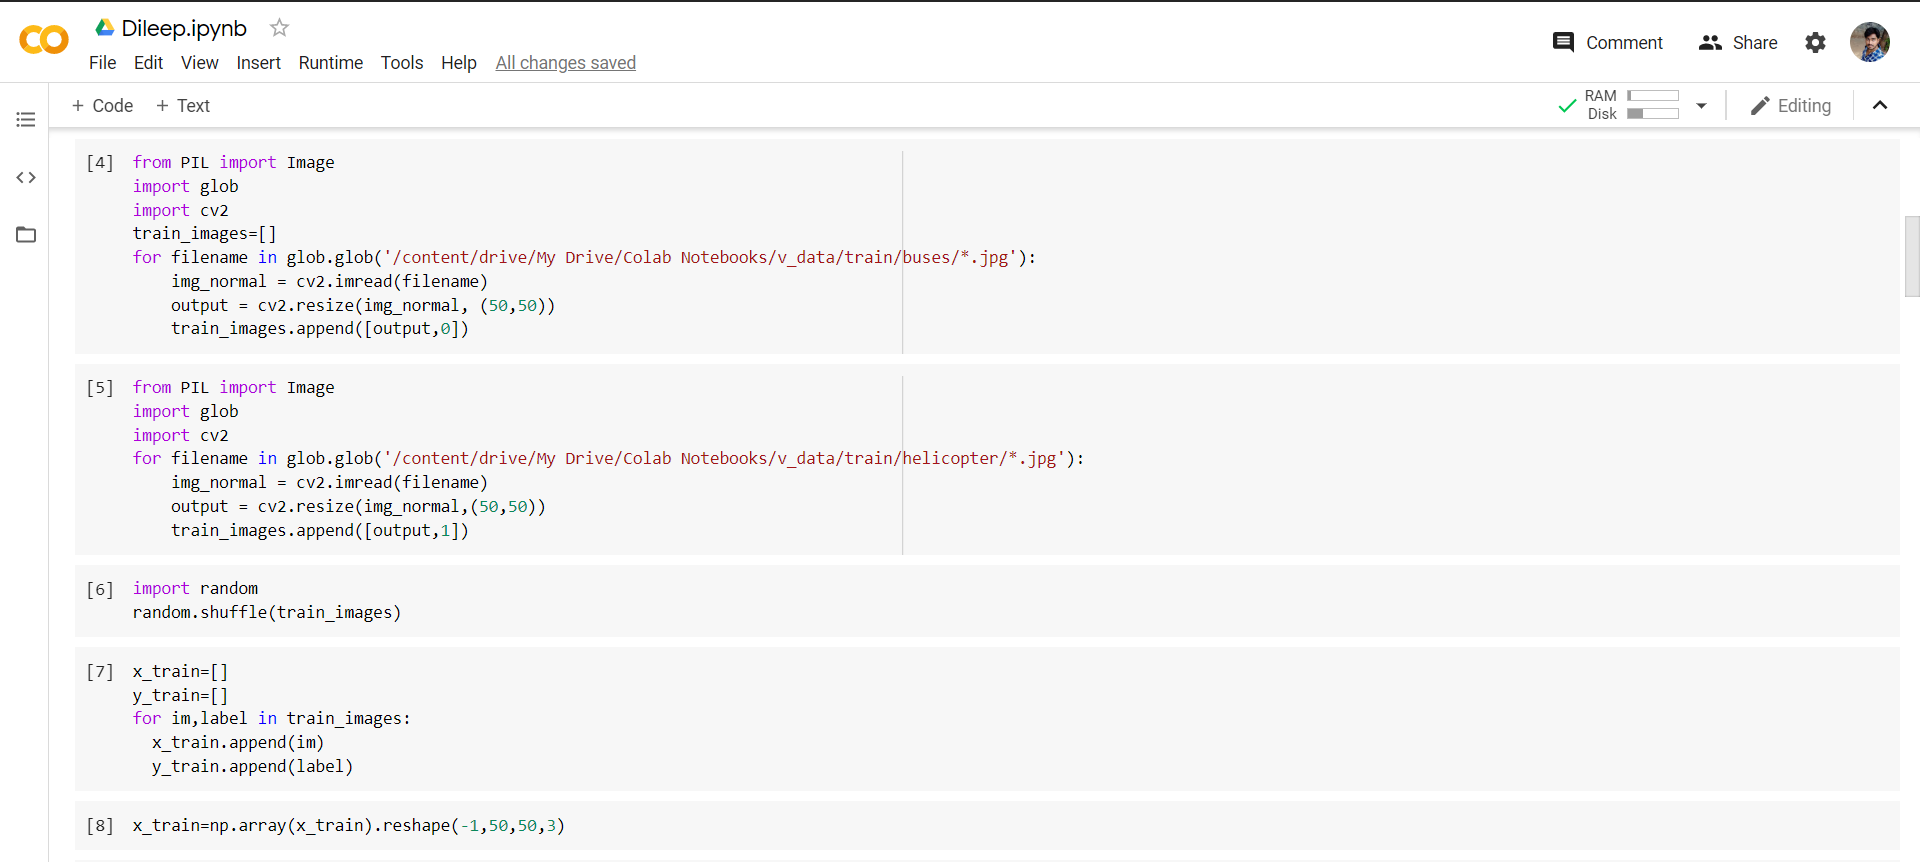 Dileep.ipynb
File Edit View Insert Runtime Tools Help All changes saved
Comment Share
+ Code + Text
RAM
Disk
Editing
[4] from PIL import Image
import glob
import cv2
train_images=[]
for filename in glob.glob('/content/drive/My Drive/Colab Notebooks/v_data/train/buses/*.jpg'):
    img_normal = cv2.imread(filename)
    output = cv2.resize(img_normal, (50,50))
    train_images.append([output,0])
[5] from PIL import Image
import glob
import cv2
for filename in glob.glob('/content/drive/My Drive/Colab Notebooks/v_data/train/helicopter/*.jpg'):
    img_normal = cv2.imread(filename)
    output = cv2.resize(img_normal,(50,50))
    train_images.append([output,1])
[6] import random
random.shuffle(train_images)
[7] x_train=[]
y_train=[]
for im,label in train_images:
  x_train.append(im)
  y_train.append(label)
[8] x_train=np.array(x_train).reshape(-1,50,50,3)